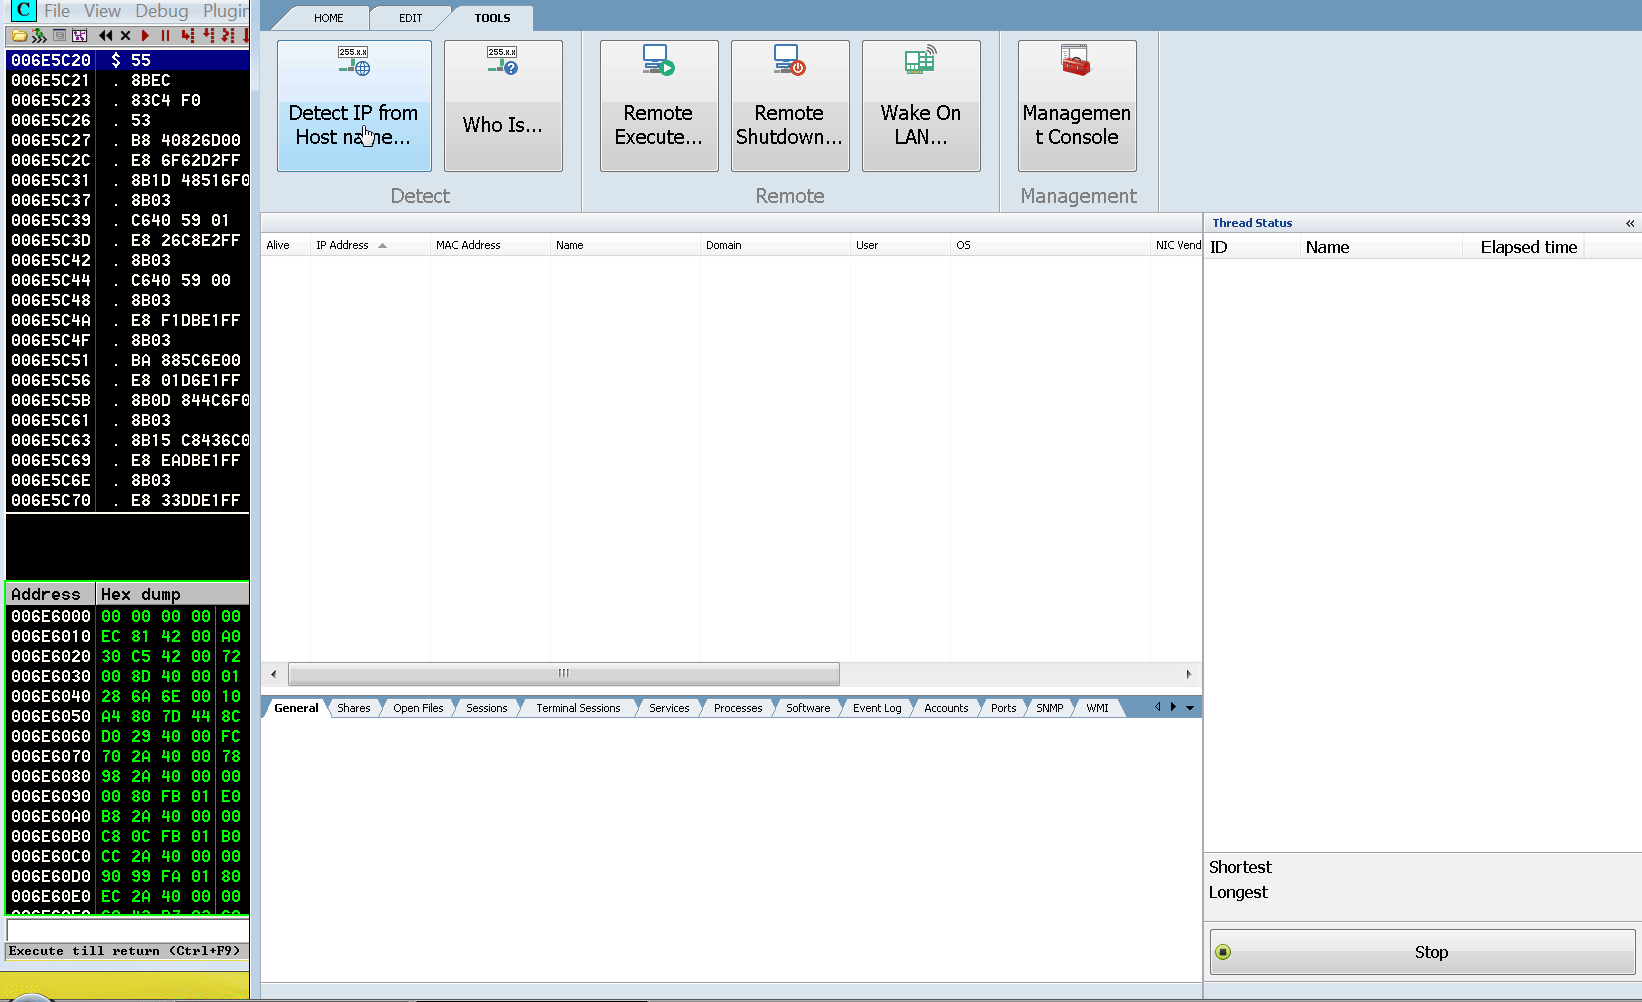 C File View Debug Plugin
006E5C20 $ 55
006E5C21 . 8BEC
006E5C23 . 83C4 F0
006E5C26 . 53
006E5C27 . B8 40826D00
006E5C2C . E8 6F62D2FF
006E5C31 . 8B1D 48516F0
006E5C37 . 8B03
006E5C39 . C640 59 01
006E5C3D . E8 26C8E2FF
006E5C42 . 8B03
006E5C44 . C640 59 00
006E5C48 . 8B03
006E5C4A . E8 F1DBE1FF
006E5C4F . 8B03
006E5C51 . BA 885C6E00
006E5C56 . E8 01D6E1FF
006E5C5B . 8B0D 844C6F0
006E5C61 . 8B03
006E5C63 . 8B15 C8436C0
006E5C69 . E8 EADBE1FF
006E5C6E . 8B03
006E5C70 . E8 33DDE1FF
Address Hex dump
006E6000 00 00 00 00 00
006E6010 EC 81 42 00 A0
006E6020 30 C5 42 00 72
006E6030 00 8D 40 00 01
006E6040 28 6A 6E 00 10
006E6050 A4 80 7D 44 8C
006E6060 D0 29 40 00 FC
006E6070 70 2A 40 00 78
006E6080 98 2A 40 00 00
006E6090 00 80 FB 01 E0
006E60A0 B8 2A 40 00 00
006E60B0 C8 0C FB 01 B0
006E60C0 CC 2A 40 00 00
006E60D0 90 99 FA 01 80
006E60E0 EC 2A 40 00 00
Execute till return (Ctrl+F9)
HOME EDIT TOOLS
255.x.x
Detect IP from
Host name...
255.x.x
Who Is...
Detect
Remote
Execute...
Remote
Shutdown...
Wake On
LAN...
Remote
Managemen
t Console
Management
Alive IP Address MAC Address Name Domain User OS NIC Vend
General Shares Open Files Sessions Terminal Sessions Services Processes Software Event Log Accounts Ports SNMP WMI
Thread Status «
ID Name Elapsed time
Shortest
Longest
Stop